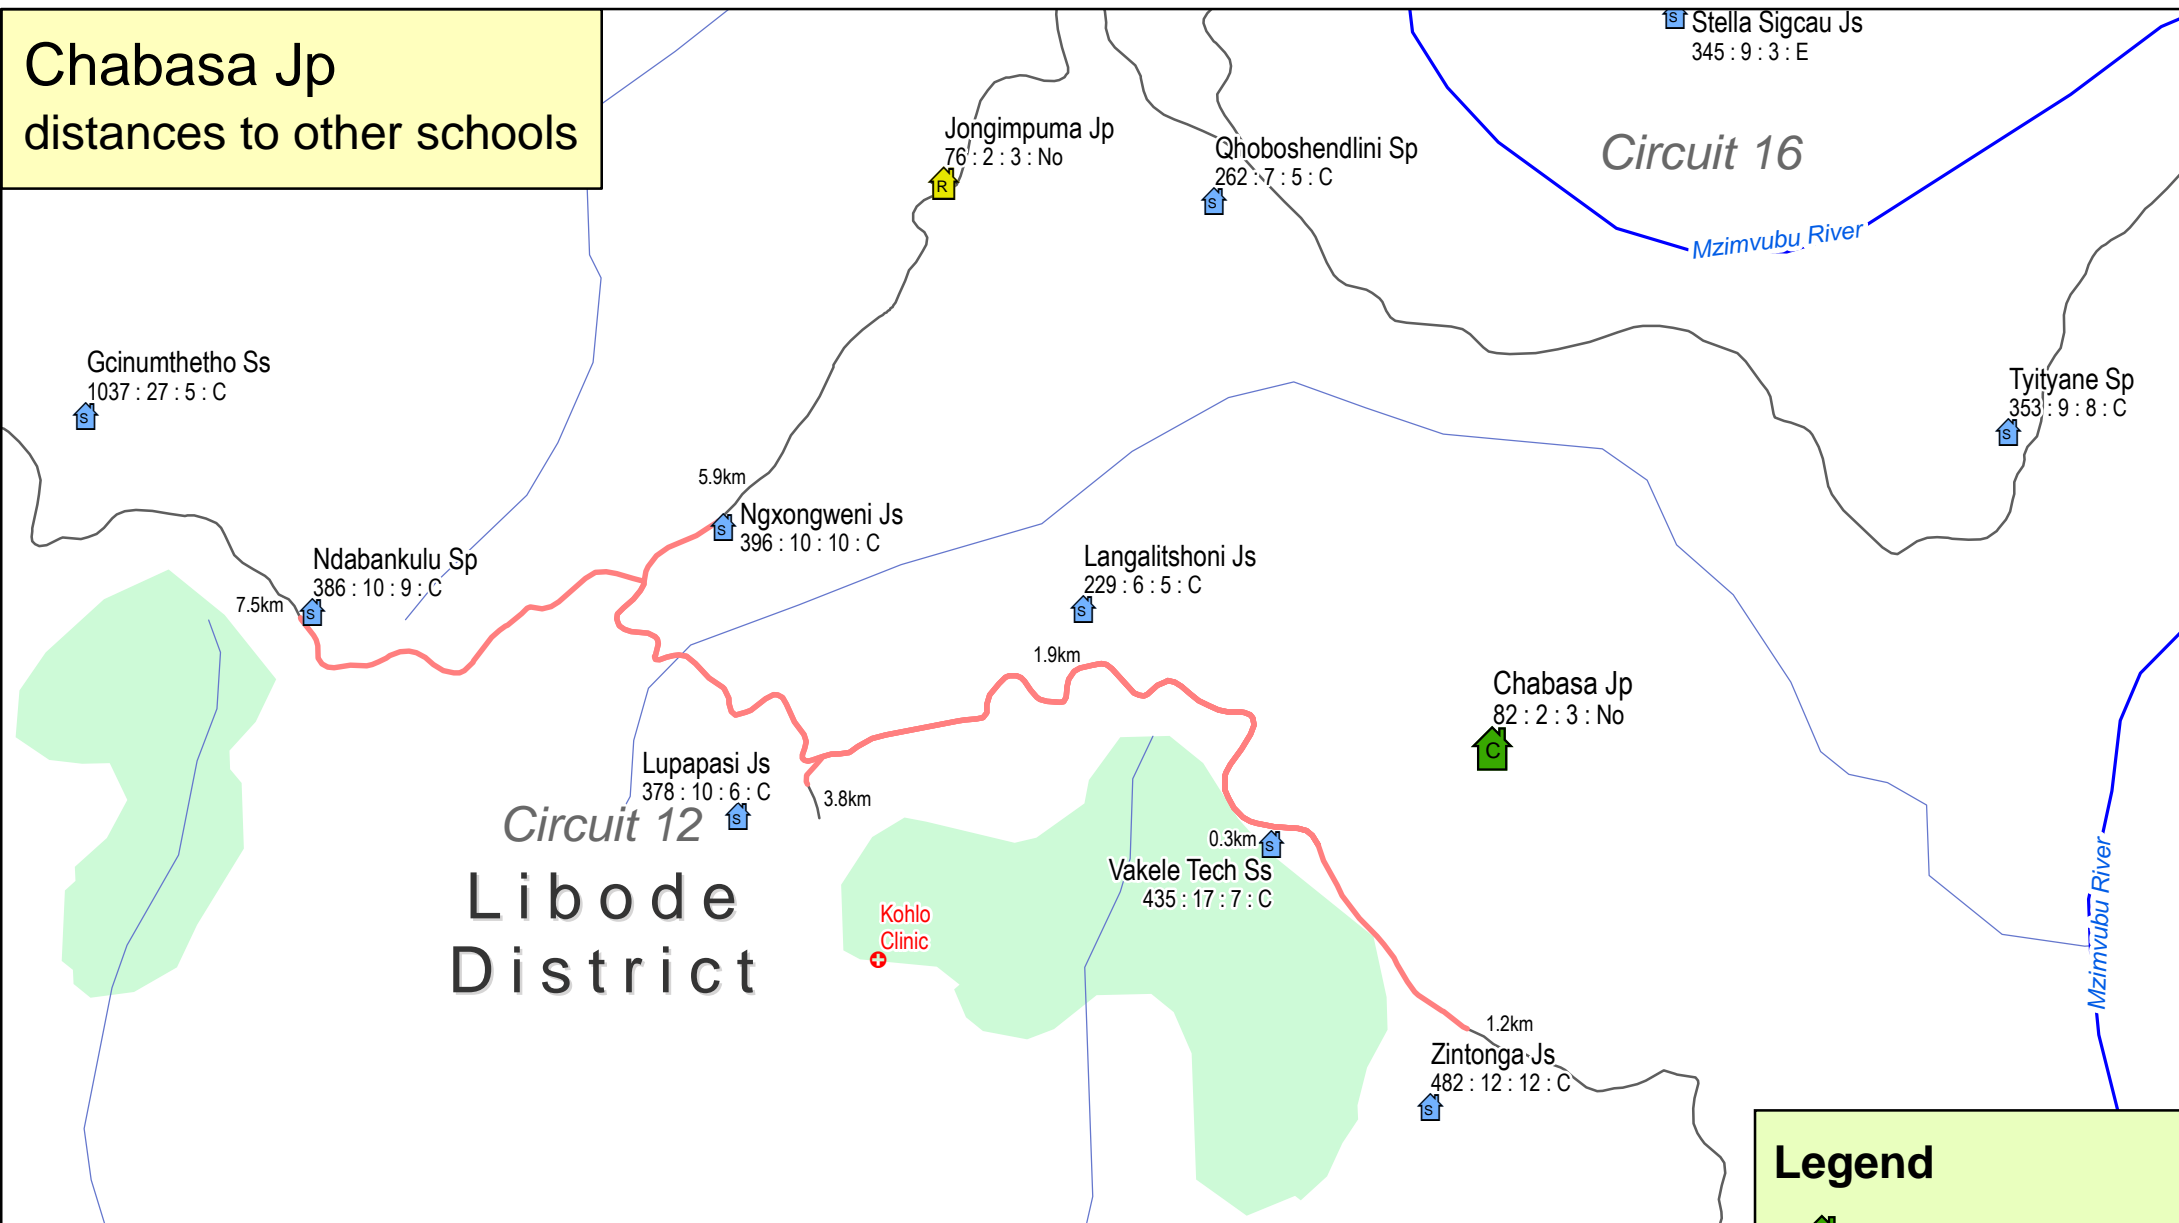 Chabasa Jp
distances to other schools
Stella Sigcau Js
345 : 9 : 3 : E
Circuit 16
Jongimpuma Jp
76 : 2 : 3 : No
R
Qhoboshendlini Sp
262 : 7 : 5 : C
S
S
Mzimvubu River
Gcinumthetho Ss
1037 : 27 : 5 : C
S
Tyityane Sp
353 : 9 : 8 : C
S
5.9km
Ngxongweni Js
396 : 10 : 10 : C
S
Ndabankulu Sp
386 : 10 : 9 : C
7.5km
S
Langalitshoni Js
229 : 6 : 5 : C
S
1.9km
Chabasa Jp
82 : 2 : 3 : No
C
Lupapasi Js
378 : 10 : 6 : C
S
3.8km
Circuit 12
Libode
District
0.3km
S
Vakele Tech Ss
435 : 17 : 7 : C
Kohlo
Clinic
Mzimvubu River
1.2km
Zintonga Js
482 : 12 : 12 : C
S
Legend